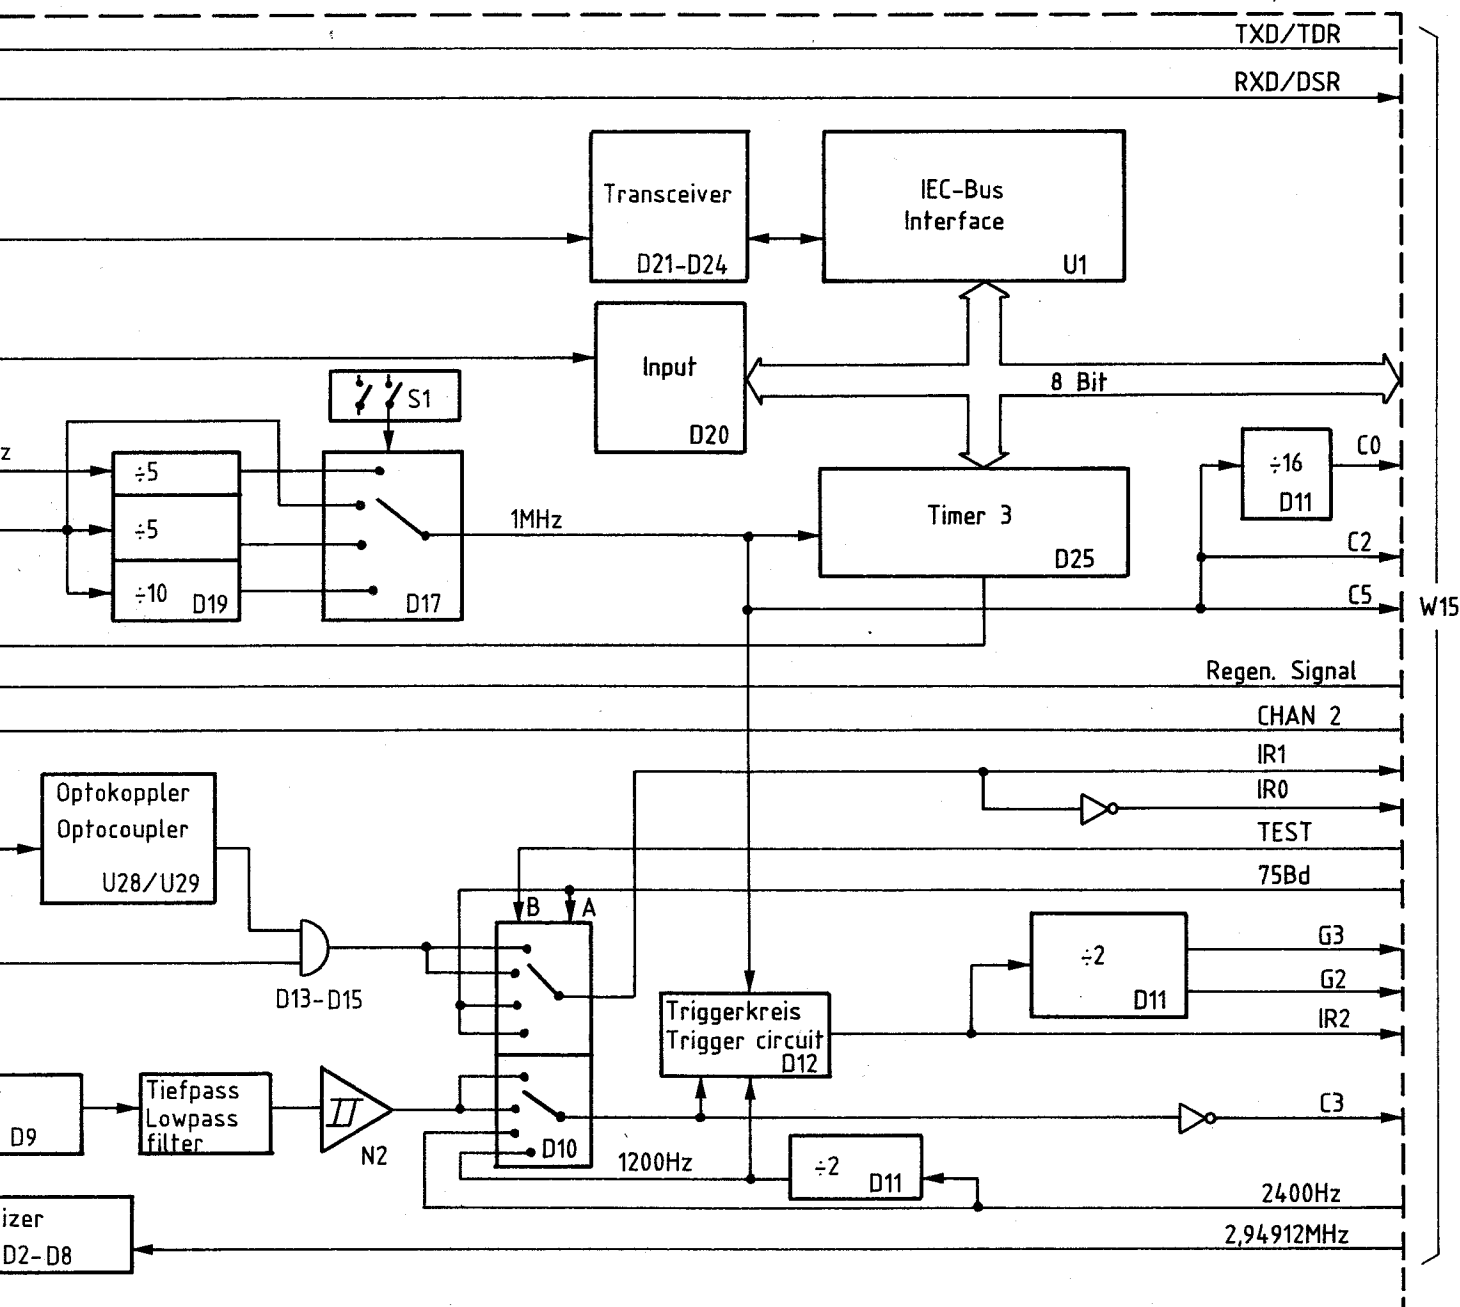 TXD/TDR
RXD/DSR
Transceiver
D21-D24
IEC-Bus
Interface
U1
Input
D20
8 Bit
S1
z
÷5
÷5
÷10
D19
D17
1MHz
Timer 3
D25
÷16
D11
C0
C2
C5
W15
Regen. Signal
CHAN 2
IR1
IR0
TEST
75Bd
Optokoppler
Optocoupler
U28/U29
D13-D15
B
A
D10
Triggerkreis
Trigger circuit
D12
÷2
D11
G3
G2
IR2
C3
D9
Tiefpass
Lowpass
filter
N2
1200Hz
÷2
D11
2400Hz
2,94912MHz
izer
D2-D8